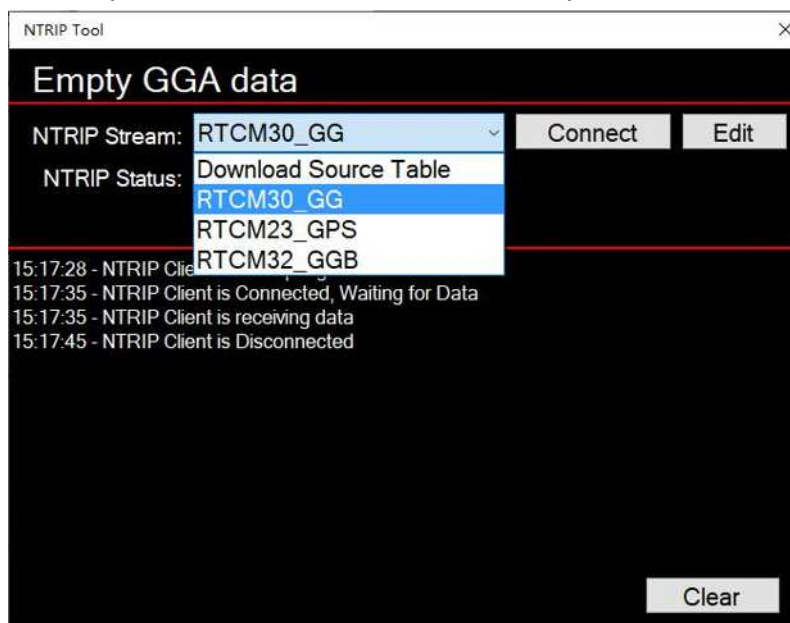 NTRIP Tool
Empty GGA data
NTRIP Stream: RTCM30_GG Connect Edit
NTRIP Status:
Download Source Table
RTCM30_GG
RTCM23_GPS
RTCM32_GGB
15:17:28 - NTRIP Clie
15:17:35 - NTRIP Client is Connected, Waiting for Data
15:17:35 - NTRIP Client is receiving data
15:17:45 - NTRIP Client is Disconnected
Clear